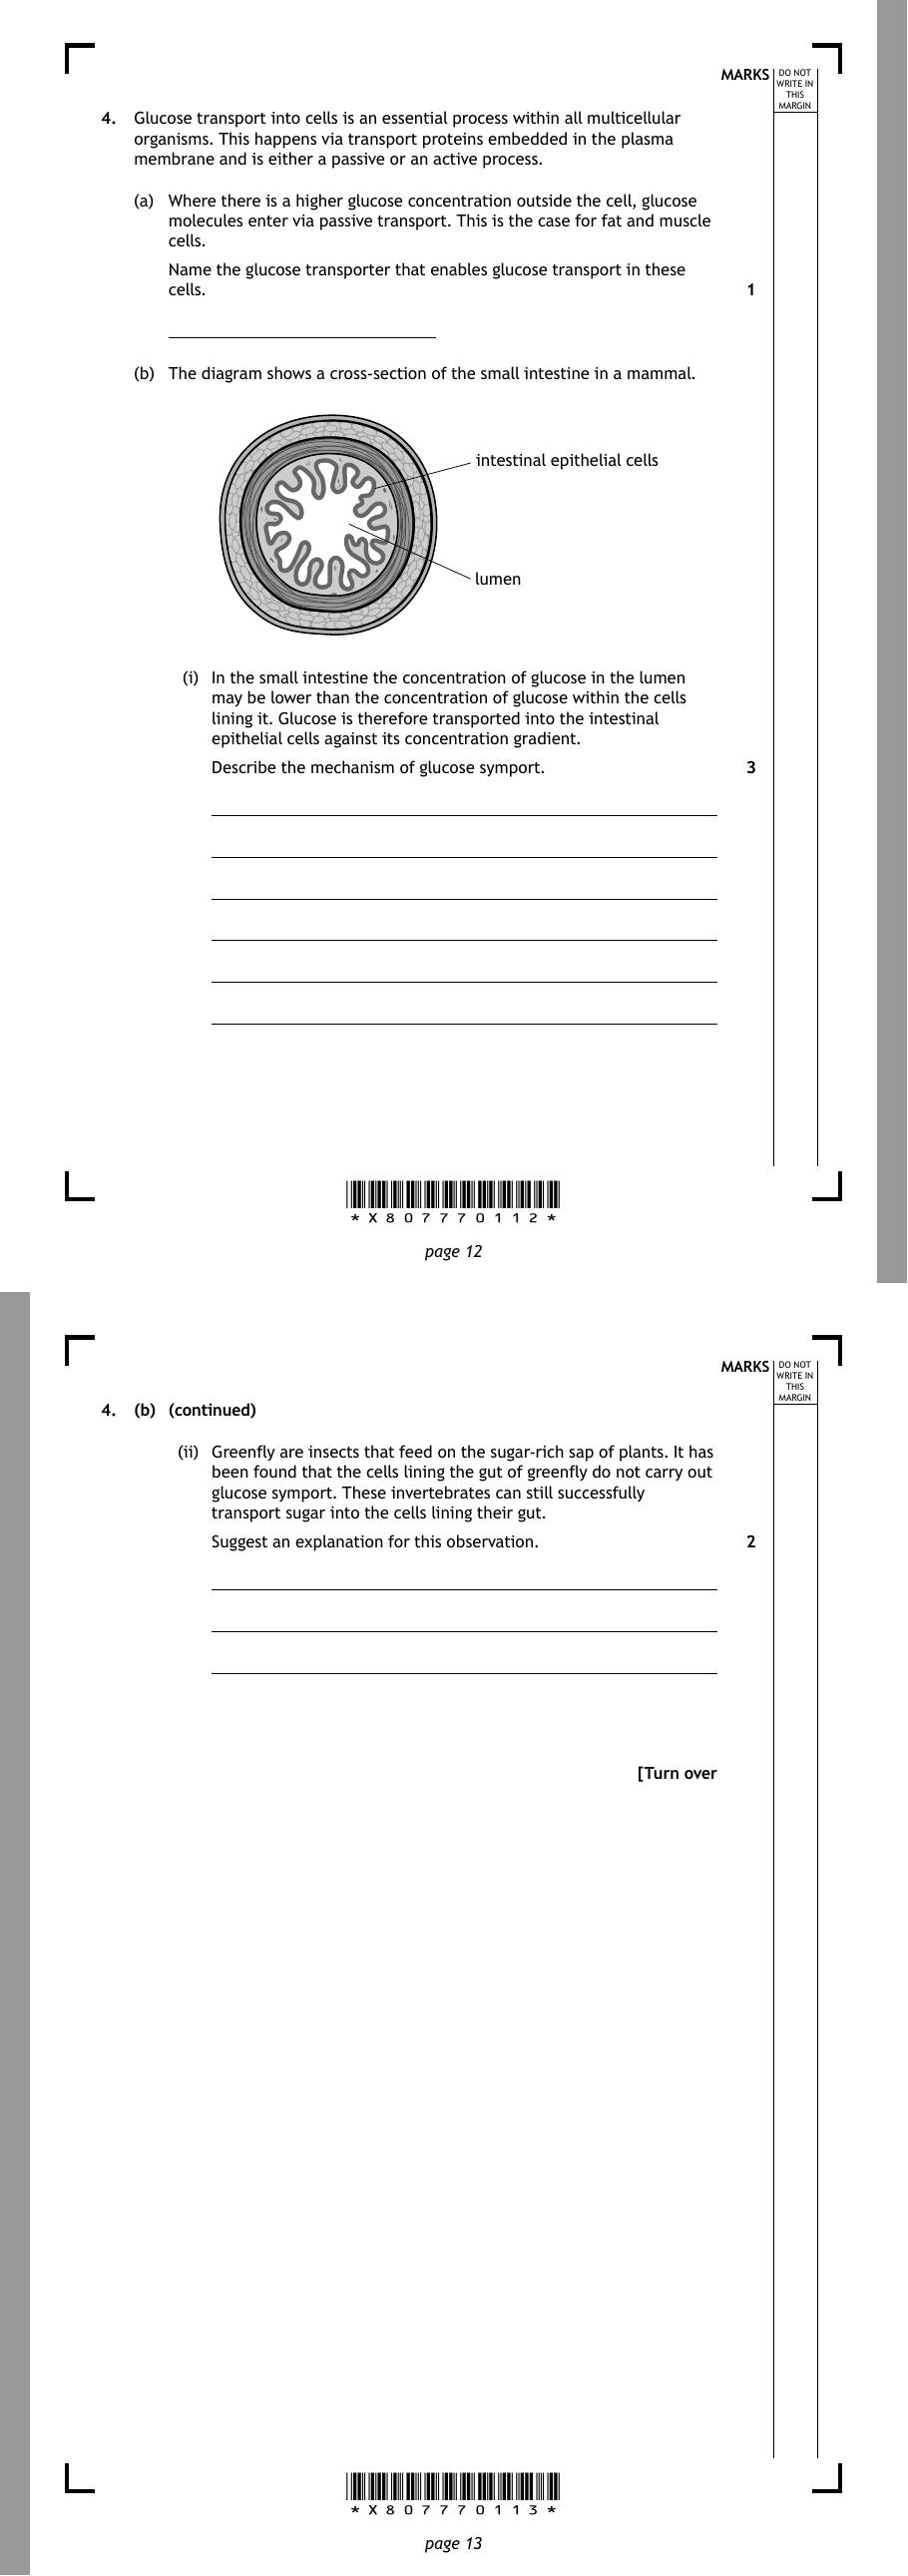 MARKS
DO NOT
WRITE IN
THIS
MARGIN
4. Glucose transport into cells is an essential process within all multicellular
organisms. This happens via transport proteins embedded in the plasma
membrane and is either a passive or an active process.
(a) Where there is a higher glucose concentration outside the cell, glucose
molecules enter via passive transport. This is the case for fat and muscle
cells.
Name the glucose transporter that enables glucose transport in these
cells. 1
(b) The diagram shows a cross-section of the small intestine in a mammal.
intestinal epithelial cells
lumen
(i) In the small intestine the concentration of glucose in the lumen
may be lower than the concentration of glucose within the cells
lining it. Glucose is therefore transported into the intestinal
epithelial cells against its concentration gradient.
Describe the mechanism of glucose symport. 3
* X 8 0 7 7 7 0 1 1 2 *
page 12
MARKS
DO NOT
WRITE IN
THIS
MARGIN
4. (b) (continued)
(ii) Greenfly are insects that feed on the sugar-rich sap of plants. It has
been found that the cells lining the gut of greenfly do not carry out
glucose symport. These invertebrates can still successfully
transport sugar into the cells lining their gut.
Suggest an explanation for this observation. 2
[Turn over
* X 8 0 7 7 7 0 1 1 3 *
page 13